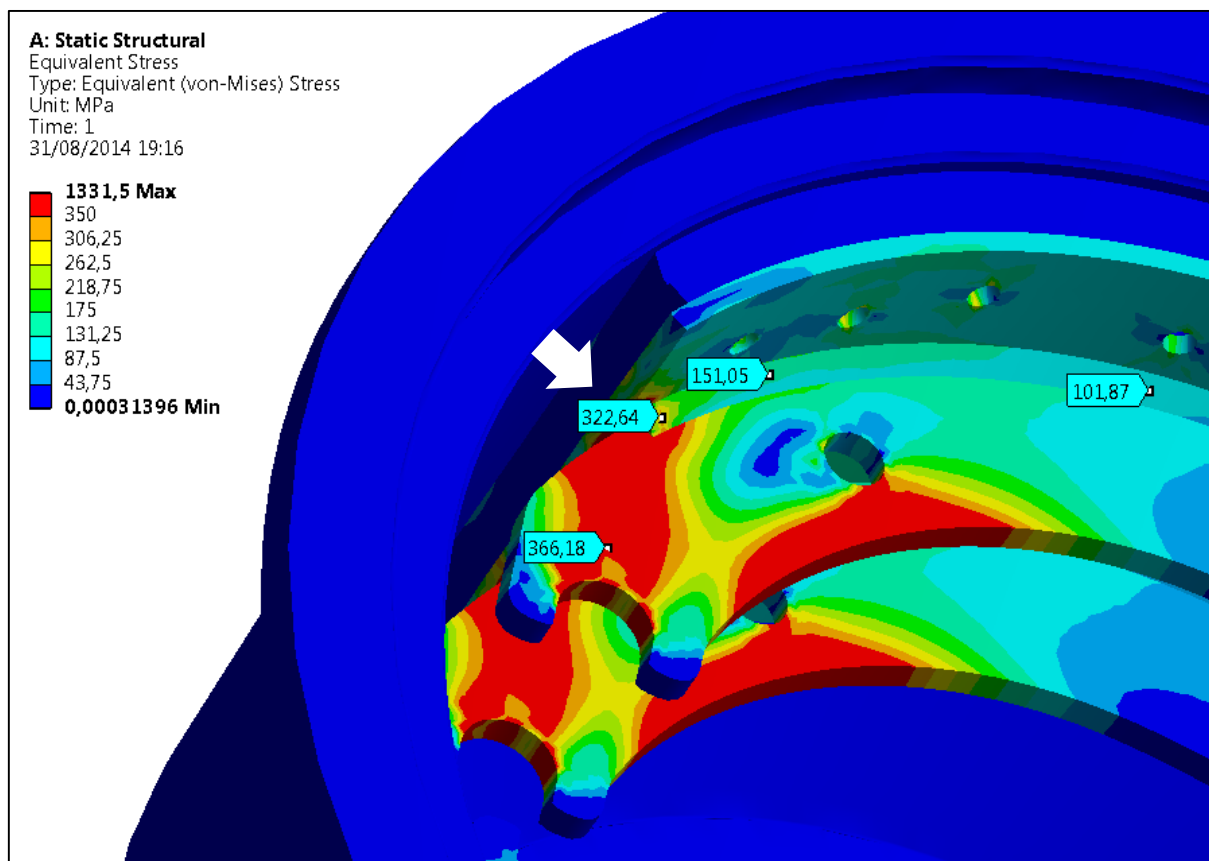 A: Static Structural
Equivalent Stress
Type: Equivalent (von-Mises) Stress
Unit: MPa
Time: 1
31/08/2014 19:16
1331,5 Max
350
306,25
262,5
218,75
175
131,25
87,5
43,75
0,00031396 Min
151,05
101,87
322,64
366,18